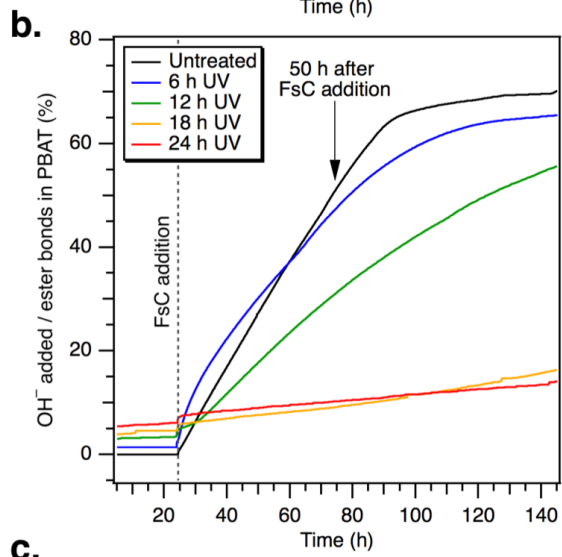 Time (h)
b.
80
60
40
20
0
OH⁻ added / ester bonds in PBAT (%)
Untreated
6 h UV
12 h UV
18 h UV
24 h UV
50 h after
FsC addition
FsC addition
20 40 60 80 100 120 140
Time (h)
c.